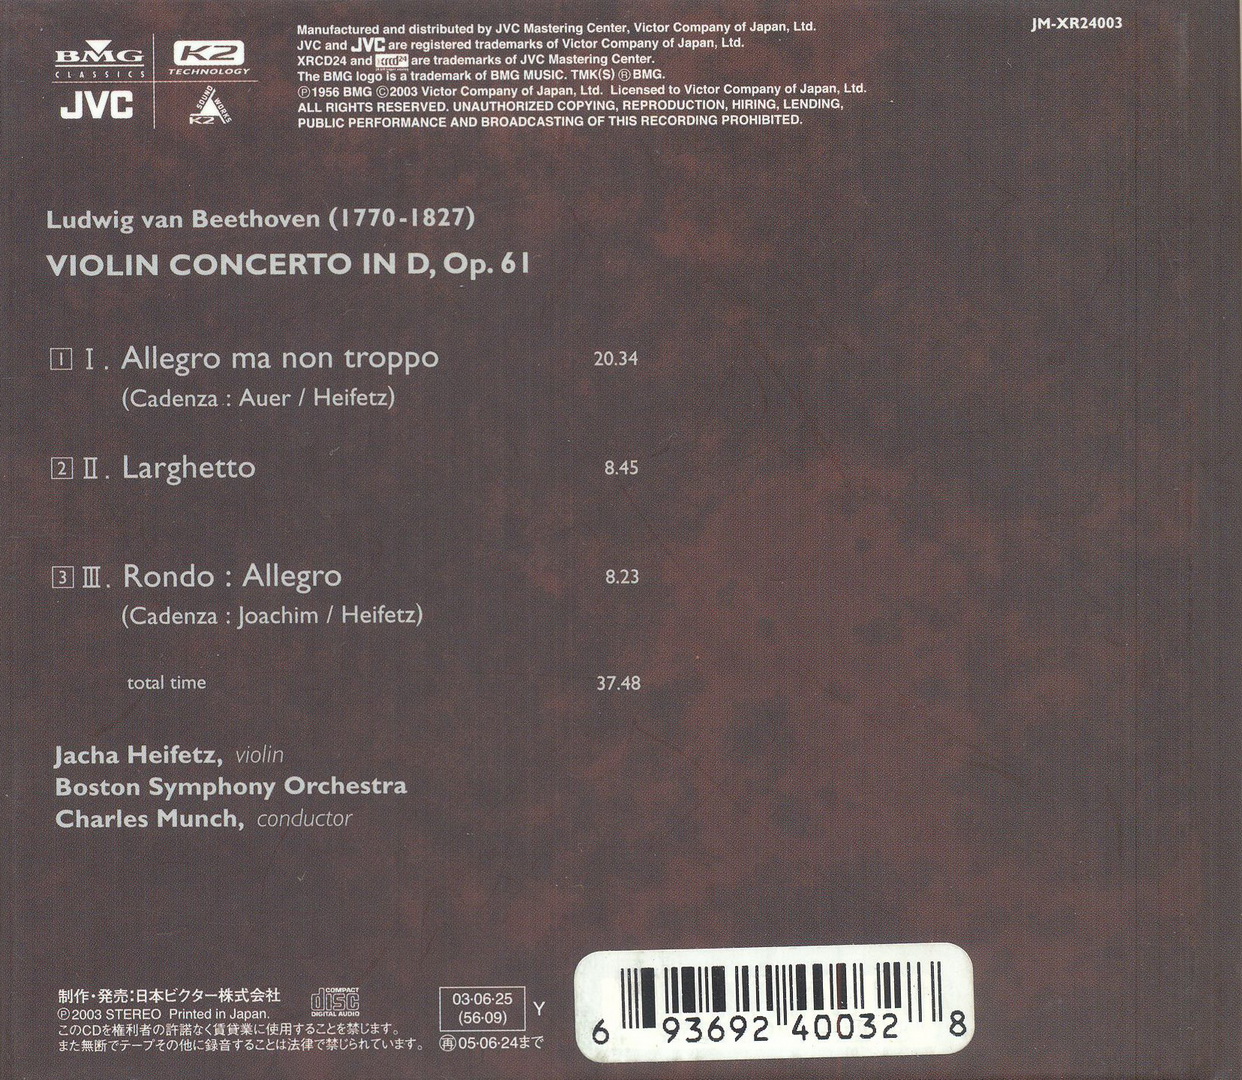 BMG
CLASSICS
K2
TECHNOLOGY
JVC
SOUND
WORKS
K2
Manufactured and distributed by JVC Mastering Center, Victor Company of Japan, Ltd.
JVC and JVC are registered trademarks of Victor Company of Japan, Ltd.
XRCD24 and xrcd24 are trademarks of JVC Mastering Center.
The BMG logo is a trademark of BMG MUSIC. TMK(S) ® BMG.
℗1956 BMG ©2003 Victor Company of Japan, Ltd. Licensed to Victor Company of Japan, Ltd.
ALL RIGHTS RESERVED. UNAUTHORIZED COPYING, REPRODUCTION, HIRING, LENDING,
PUBLIC PERFORMANCE AND BROADCASTING OF THIS RECORDING PROHIBITED.
JM-XR24003
Ludwig van Beethoven (1770-1827)
VIOLIN CONCERTO IN D, Op. 61
1 Ⅰ. Allegro ma non troppo 20.34
(Cadenza : Auer / Heifetz)
2 Ⅱ. Larghetto 8.45
3 Ⅲ. Rondo : Allegro 8.23
(Cadenza : Joachim / Heifetz)
total time 37.48
Jacha Heifetz, violin
Boston Symphony Orchestra
Charles Munch, conductor
制作・発売:日本ビクター株式会社
℗2003 STEREO Printed in Japan.
このCDを権利者の許諾なく賃貸業に使用することを禁じます。
また無断でテープその他に録音することは法律で禁じられています。
COMPACT
disc
DIGITAL AUDIO
03·06·25
(56·09)
Y
再05·06·24まで
6 93692 40032 8